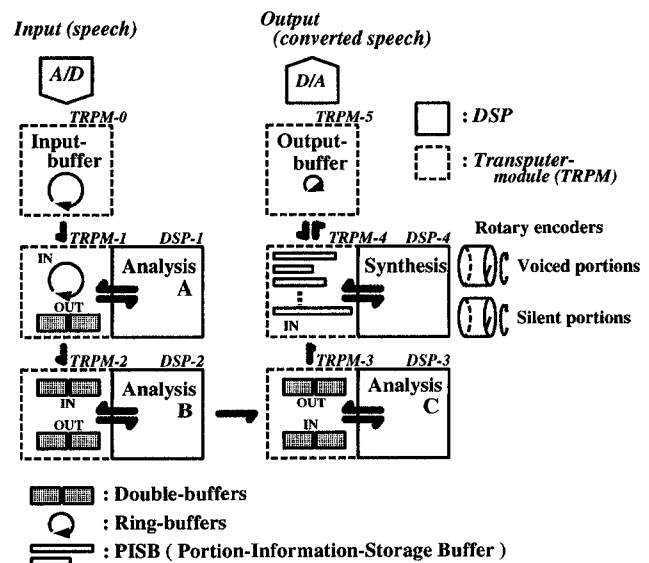 Input (speech)
Output
(converted speech)
A/D
D/A
TRPM-0
TRPM-5
Input-
buffer
Output-
buffer
: DSP
: Transputer-
module (TRPM)
TRPM-1
DSP-1
IN
OUT
Analysis
A
TRPM-4
DSP-4
IN
Synthesis
Rotary encoders
Voiced portions
Silent portions
TRPM-2
DSP-2
IN
OUT
Analysis
B
TRPM-3
DSP-3
OUT
IN
Analysis
C
: Double-buffers
: Ring-buffers
: PISB ( Portion-Information-Storage Buffer )